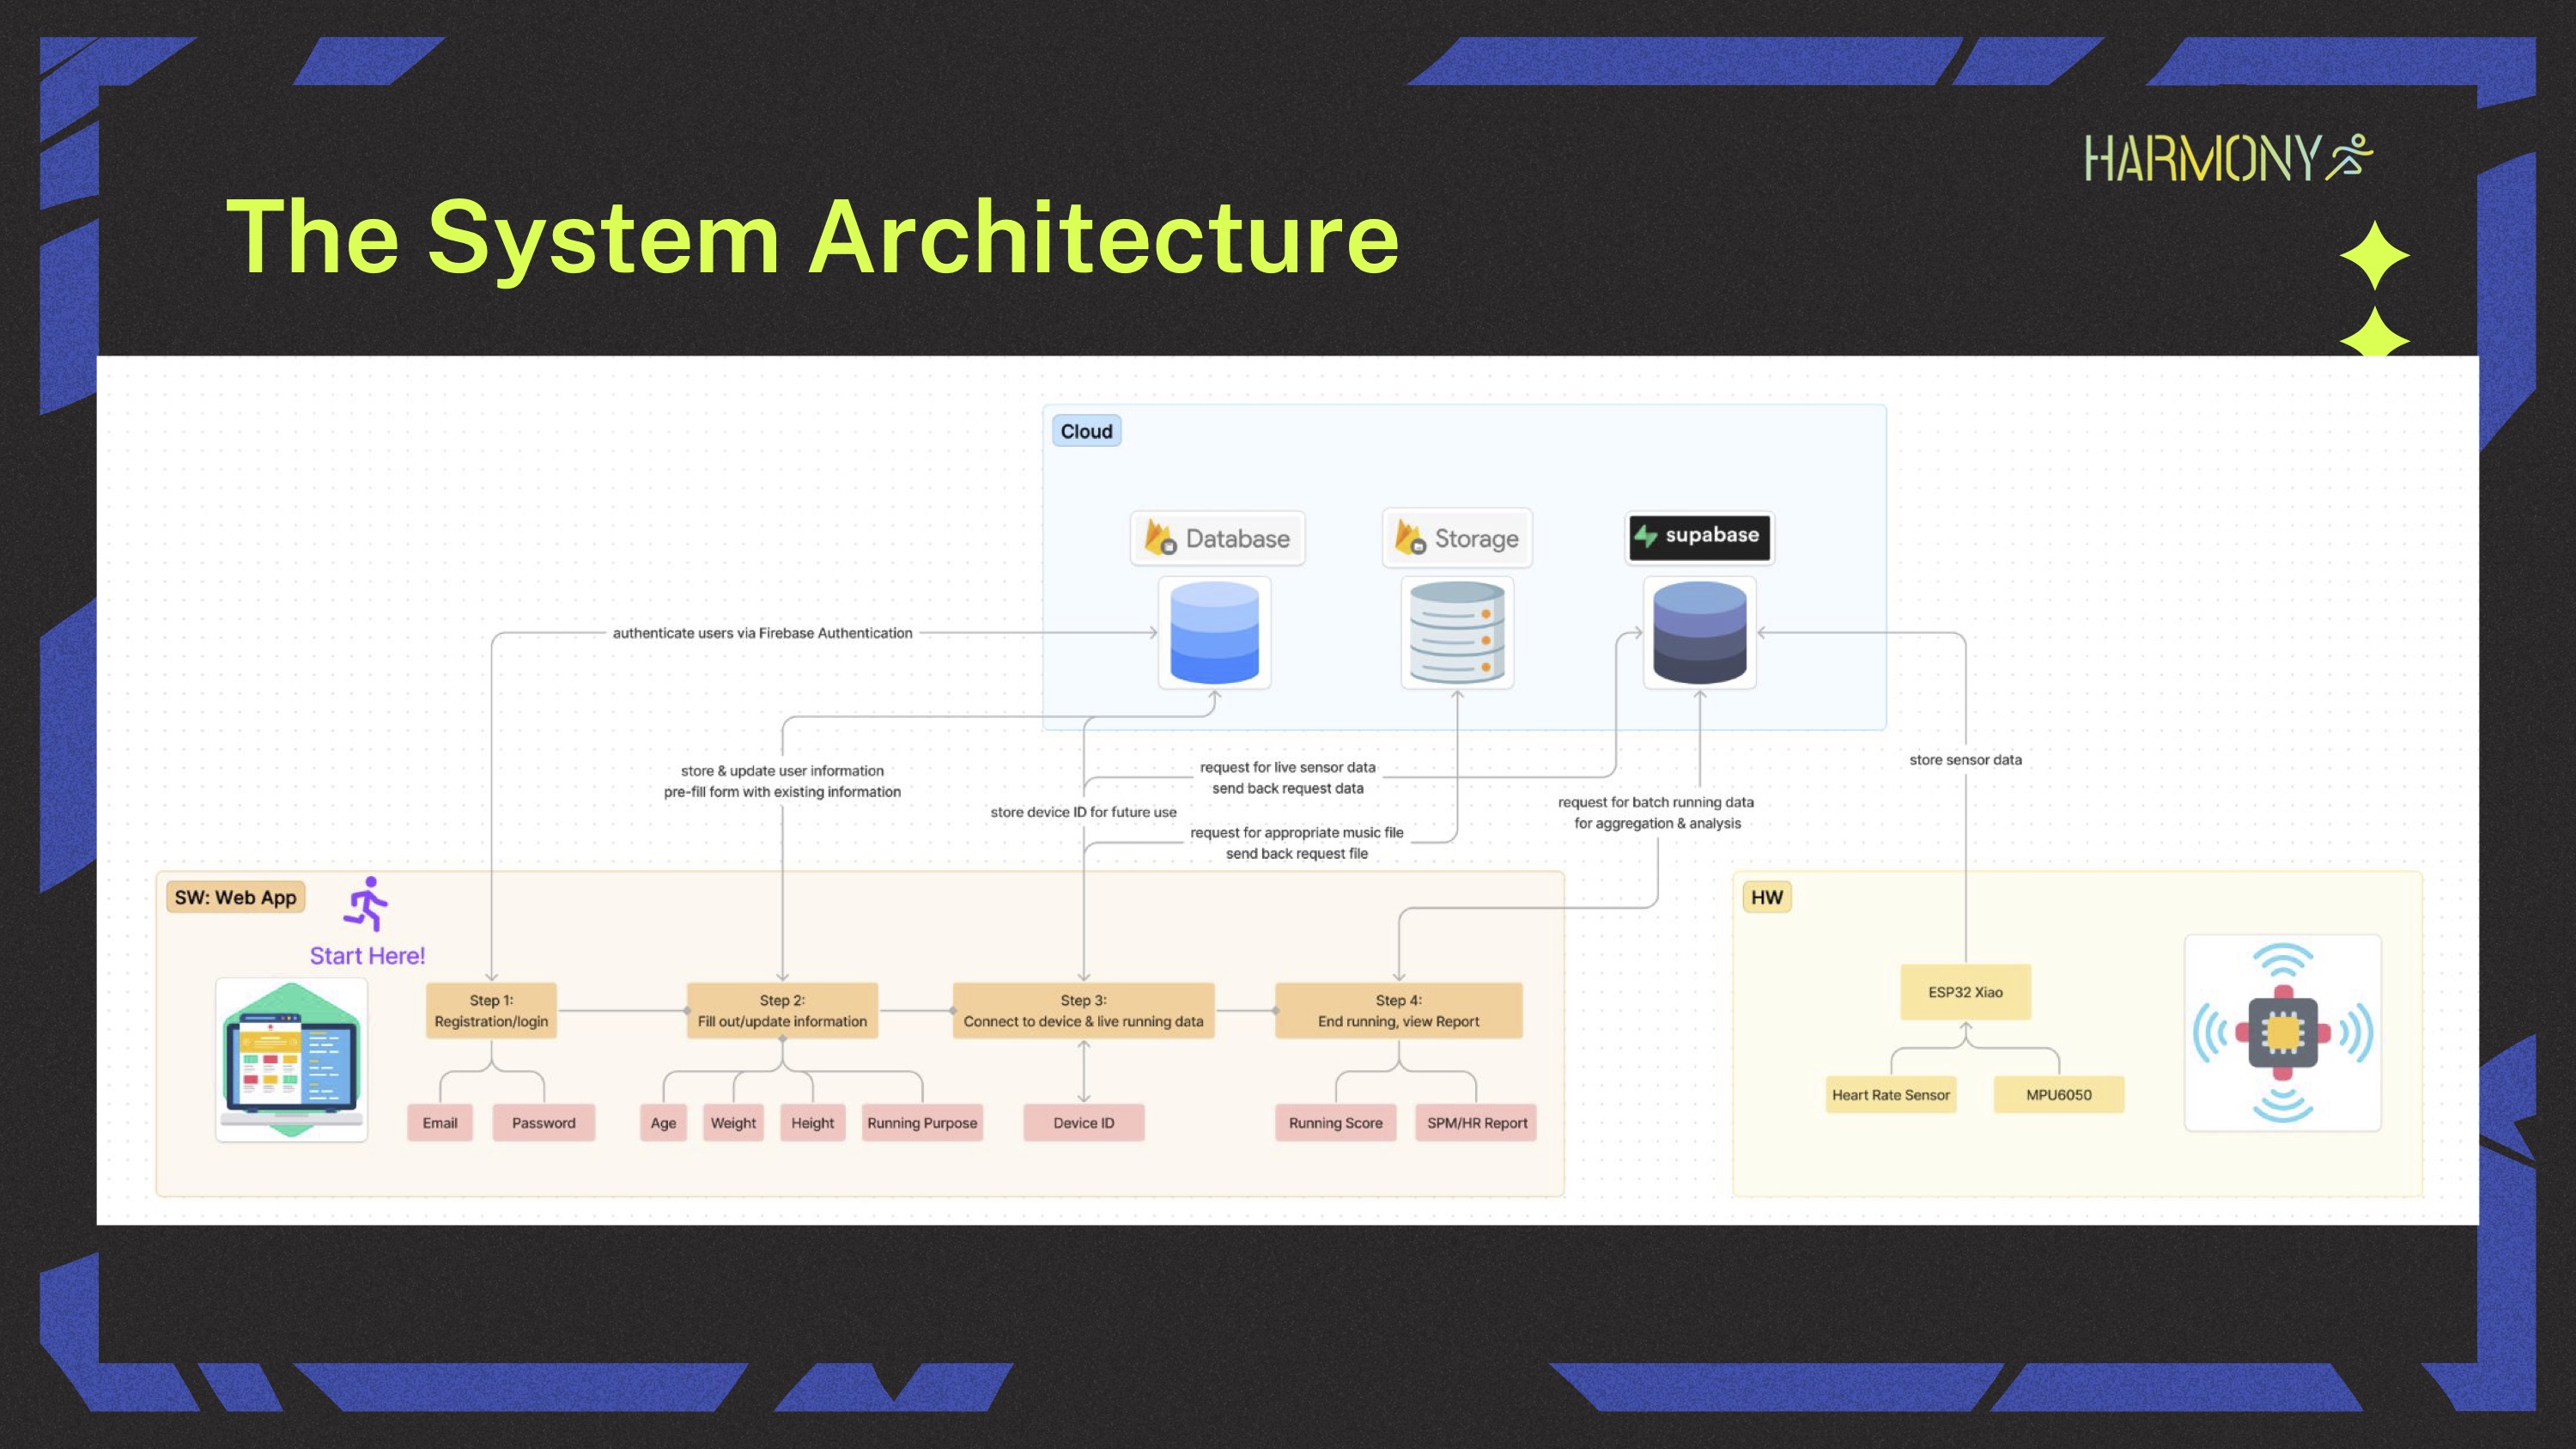 HARMONY
The System Architecture
Cloud
Database
Storage
supabase
authenticate users via Firebase Authentication
store & update user information
pre-fill form with existing information
request for live sensor data
send back request data
store device ID for future use
request for appropriate music file
send back request file
request for batch running data
for aggregation & analysis
store sensor data
SW: Web App
Start Here!
Step 1:
Registration/login
Step 2:
Fill out/update information
Step 3:
Connect to device & live running data
Step 4:
End running, view Report
Email
Password
Age
Weight
Height
Running Purpose
Device ID
Running Score
SPM/HR Report
HW
ESP32 Xiao
Heart Rate Sensor
MPU6050